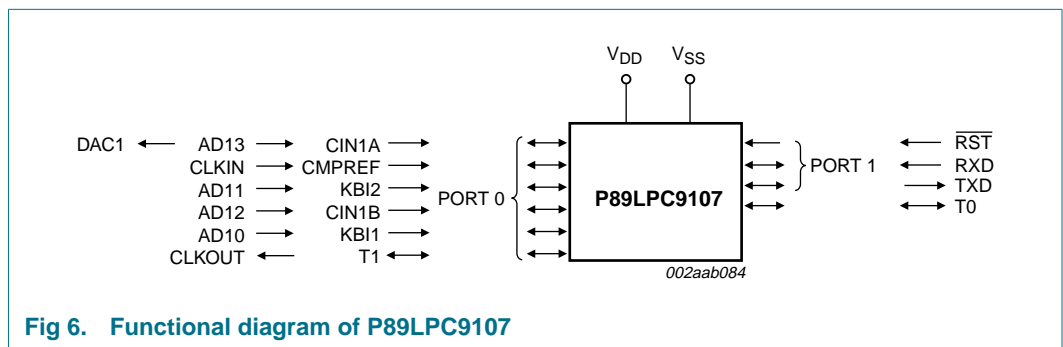 VDD VSS
DAC1 AD13 CIN1A RST
CLKIN CMPREF RXD
AD11 KBI2 PORT 0 P89LPC9107 PORT 1 TXD
AD12 CIN1B T0
AD10 KBI1
CLKOUT T1
002aab084
Fig 6. Functional diagram of P89LPC9107